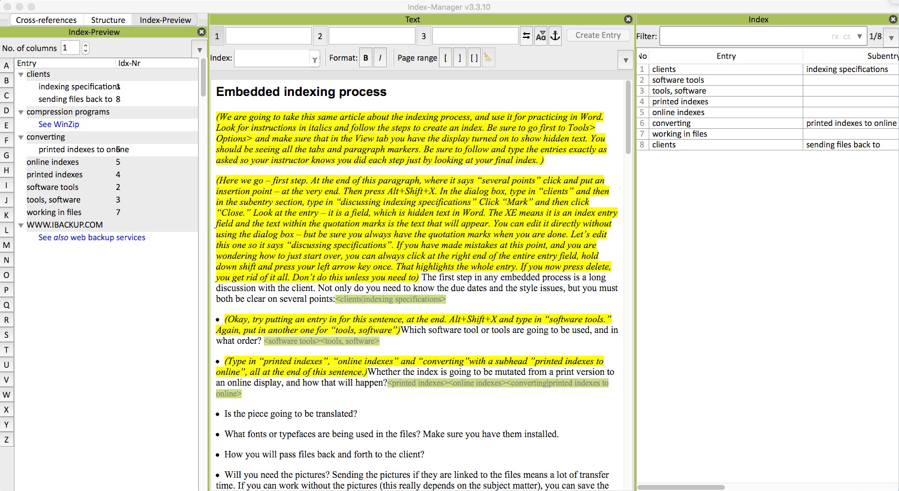 Index-Manager v3.3.10
Cross-references Structure Index-Preview
Index-Preview
No. of columns 1
Entry Idx-Nr
clients
indexing specifications 1
sending files back to 8
compression programs
See WinZip
converting
printed indexes to online 6
online indexes 5
printed indexes 4
software tools 2
tools, software 3
working in files 7
WWW.IBACKUP.COM
See also web backup services
A
B
C
D
E
F
G
H
I
J
K
L
M
N
O
P
Q
R
S
T
U
V
W
X
Y
Z
Text
1 2 3 Create Entry
Index: Format: B I Page range [ ] [ ]
Embedded indexing process
(We are going to take this same article about the indexing process, and use it for practicing in Word.
Look for instructions in italics and follow the steps to create an index. Be sure to go first to Tools>
Options> and make sure that in the View tab you have the display turned on to show hidden text. You
should be seeing all the tabs and paragraph markers. Be sure to follow and type the entries exactly as
asked so your instructor knows you did each step just by looking at your final index. )
(Here we go – first step. At the end of this paragraph, where it says “several points” click and put an
insertion point – at the very end. Then press Alt+Shift+X. In the dialog box, type in “clients” and then
in the subentry section, type in “discussing indexing specifications” Click “Mark” and then click
“Close.” Look at the entry – it is a field, which is hidden text in Word. The XE means it is an index entry
field and the text within the quotation marks is the text that will appear. You can edit it directly without
using the dialog box – but be sure you always have the quotation marks when you are done. Let’s edit
this one so it says “discussing specifications”. If you have made mistakes at this point, and you are
wondering how to just start over, you can always click at the right end of the entire entry field, hold
down shift and press your left arrow key once. That highlights the whole entry. If you now press delete,
you get rid of it all. Don’t do this unless you need to) The first step in any embedded process is a long
discussion with the client. Not only do you need to know the due dates and the style issues, but you must
both be clear on several points:<clients|indexing specifications>
• (Okay, try putting an entry in for this sentence, at the end. Alt+Shift+X and type in “software tools.”
Again, put in another one for “tools, software”)Which software tool or tools are going to be used, and in
what order? <software tools><tools, software>
• (Type in “printed indexes”, “online indexes” and “converting”with a subhead ”printed indexes to
online”, all at the end of this sentence.)Whether the index is going to be mutated from a print version to
an online display, and how that will happen?<printed indexes><online indexes><converting|printed indexes to
online>
• Is the piece going to be translated?
• What fonts or typefaces are being used in the files? Make sure you have them installed.
• How you will pass files back and forth to the client?
• Will you need the pictures? Sending the pictures if they are linked to the files means a lot of transfer
time. If you can work without the pictures (this really depends on the subject matter), you can save the
Index
Filter: rx cs 1/8
No Entry Subentry
1 clients indexing specifications
2 software tools
3 tools, software
4 printed indexes
5 online indexes
6 converting printed indexes to online
7 working in files
8 clients sending files back to